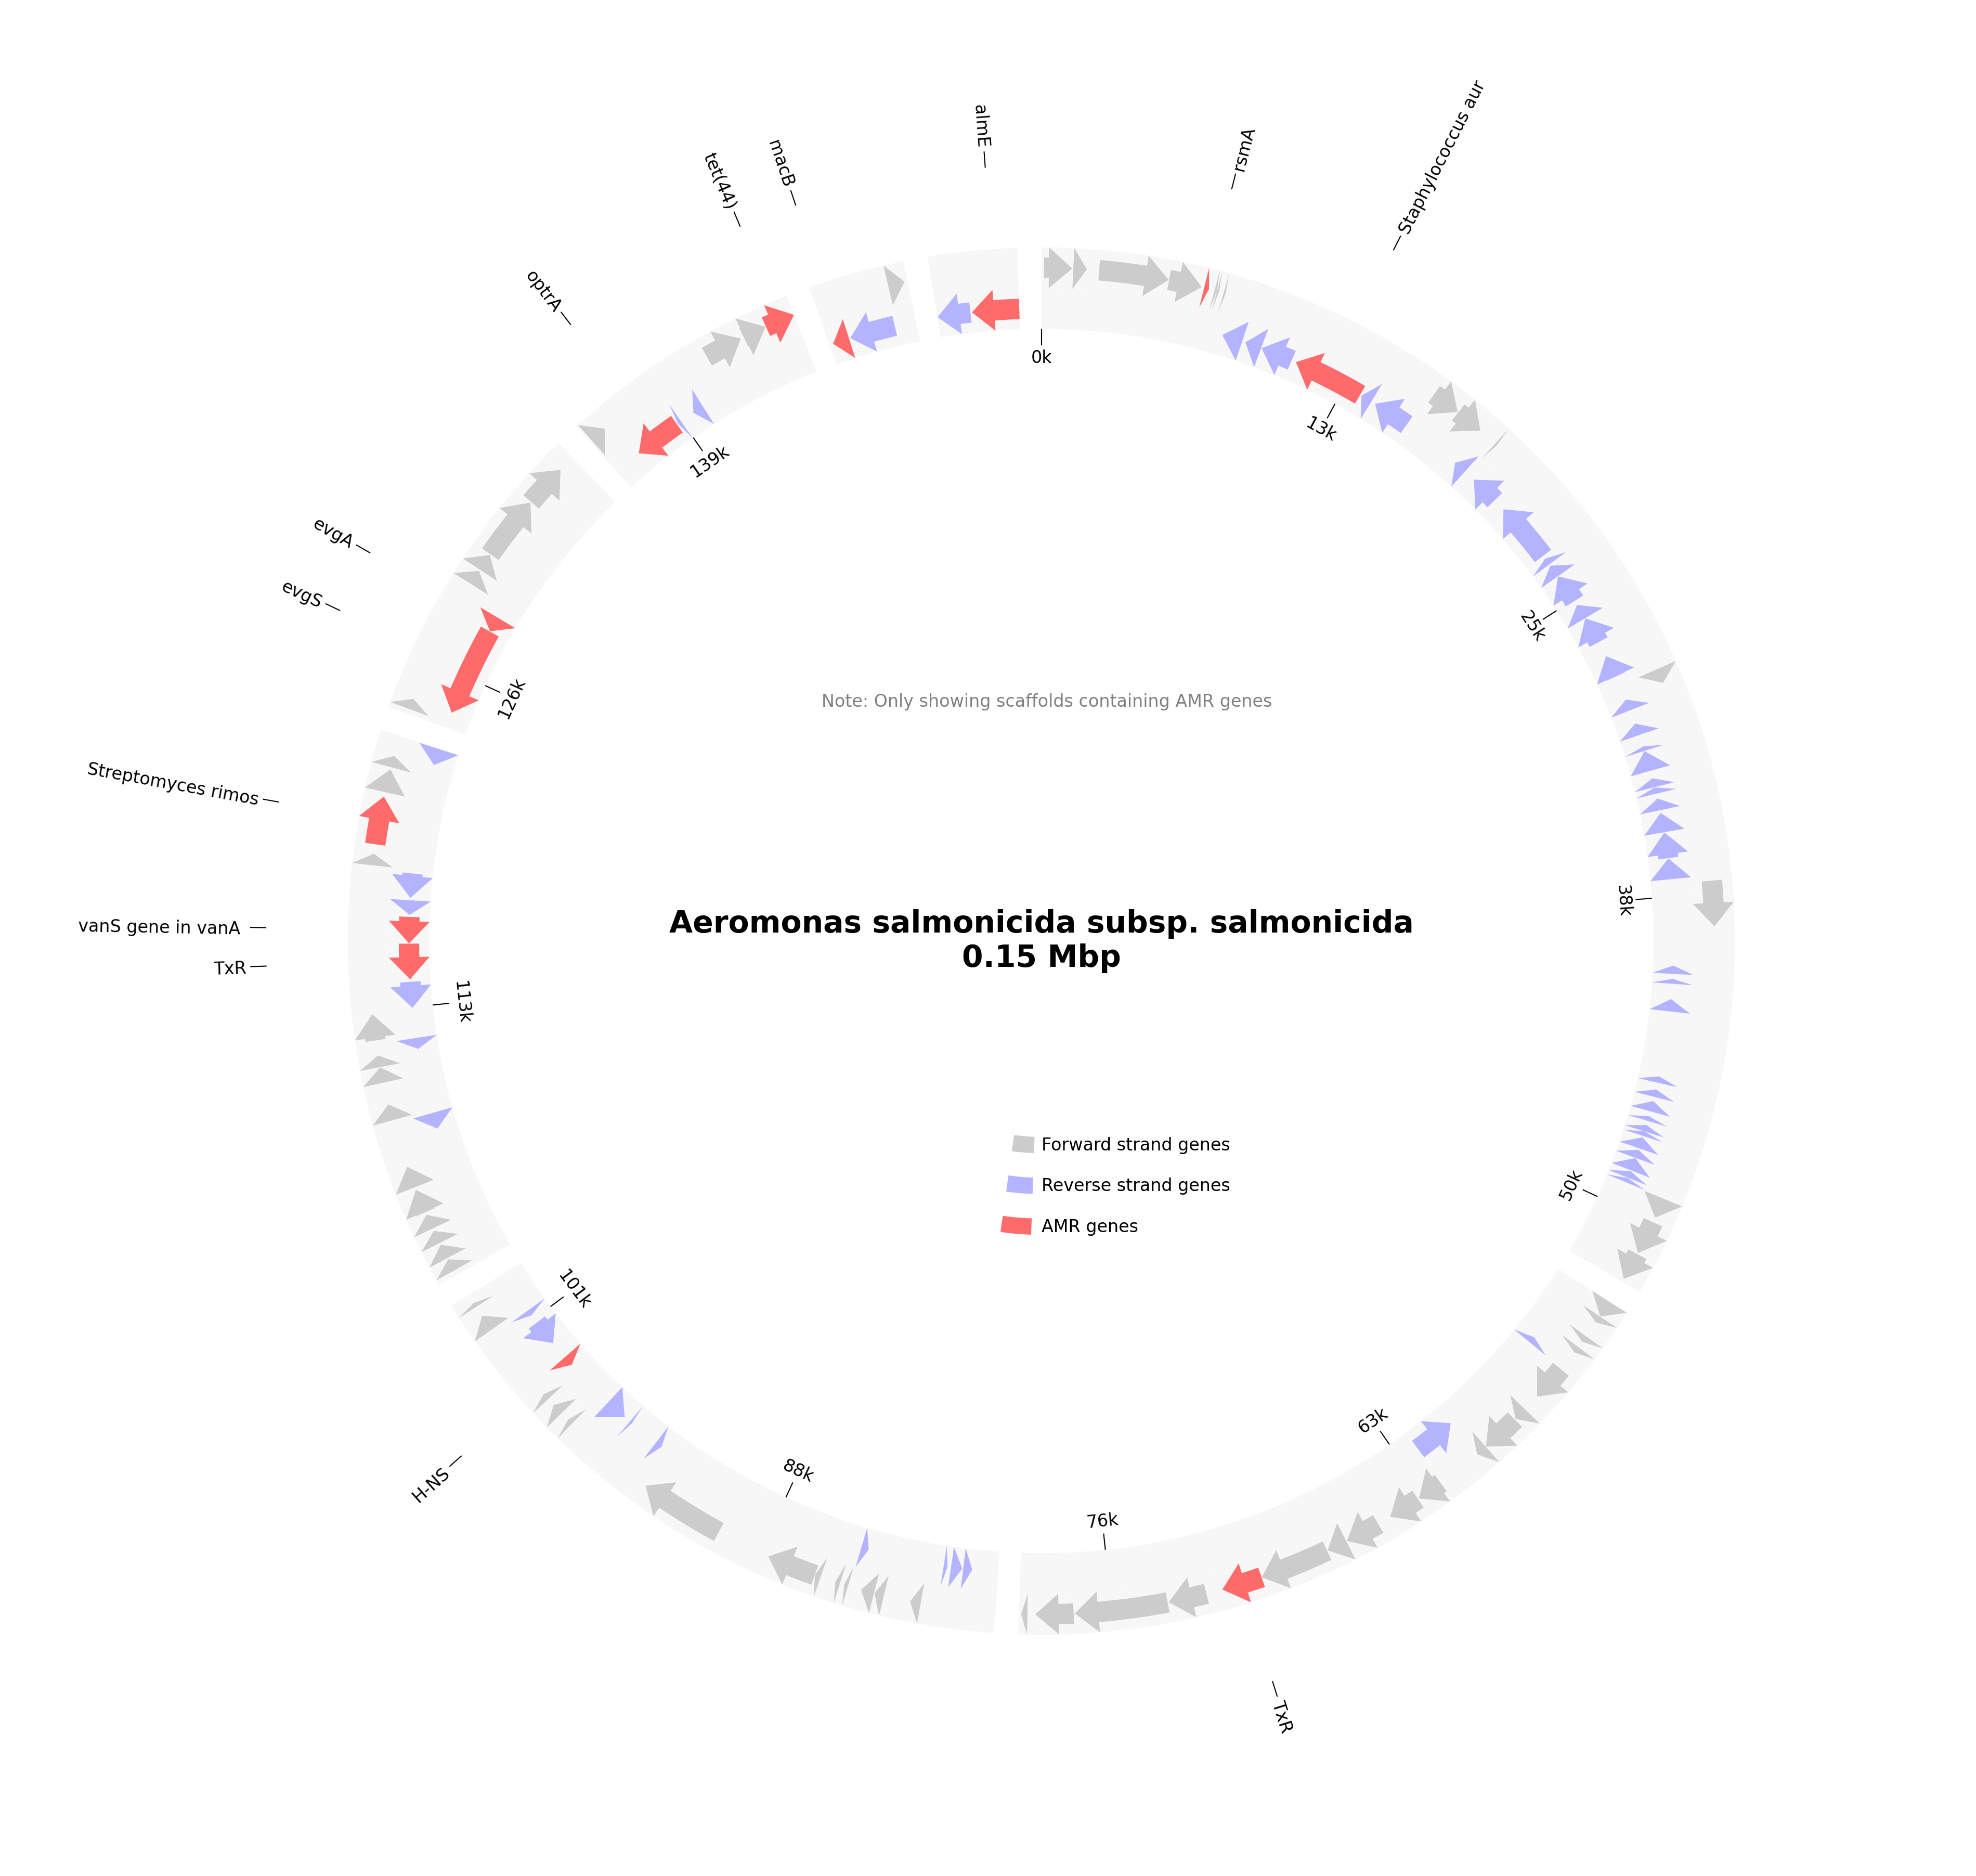 almE
rsmA
Staphylococcus aur
macB
tet(44)
optrA
evgA
evgS
Streptomyces rimos
vanS gene in vanA
TxR
H-NS
TxR
0k
13k
25k
38k
50k
63k
76k
88k
101k
113k
126k
139k
Note: Only showing scaffolds containing AMR genes
Aeromonas salmonicida subsp. salmonicida
0.15 Mbp
Forward strand genes
Reverse strand genes
AMR genes